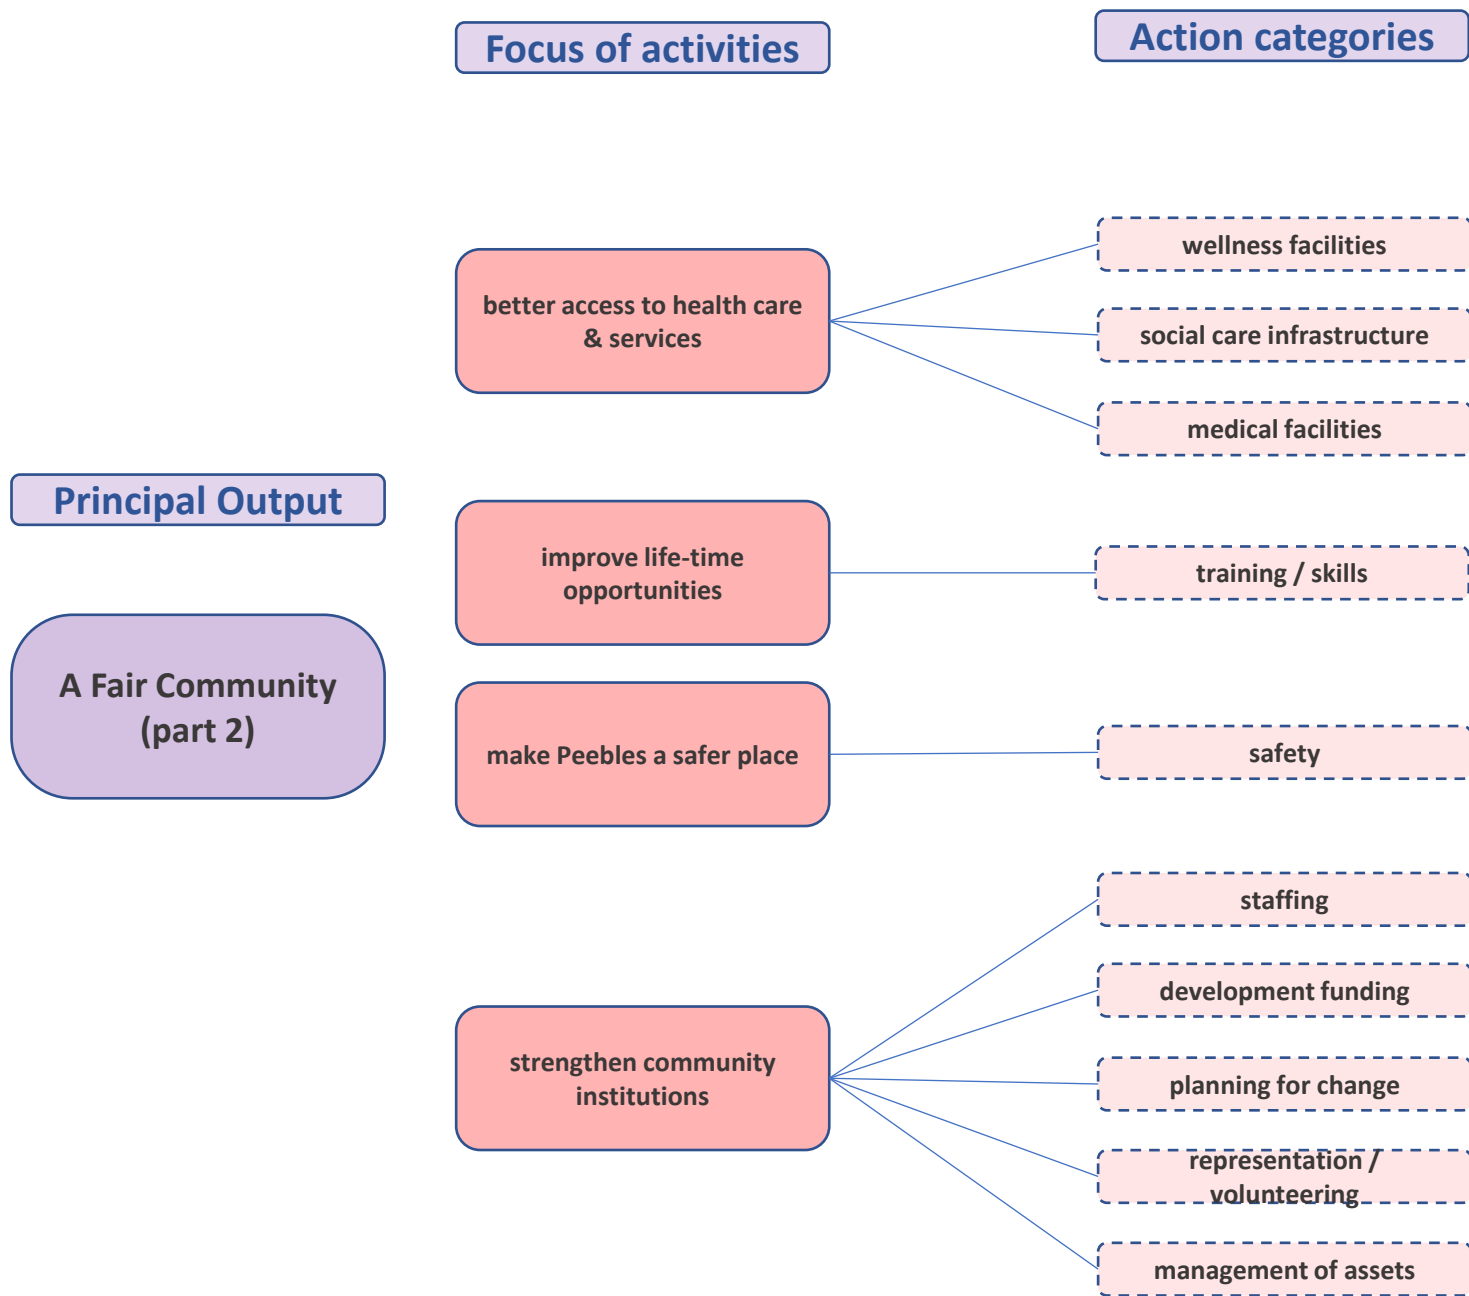 Focus of activities
Action categories
Principal Output
A Fair Community
(part 2)
better access to health care
& services
wellness facilities
social care infrastructure
medical facilities
improve life-time
opportunities
training / skills
make Peebles a safer place
safety
strengthen community
institutions
staffing
development funding
planning for change
representation /
volunteering
management of assets